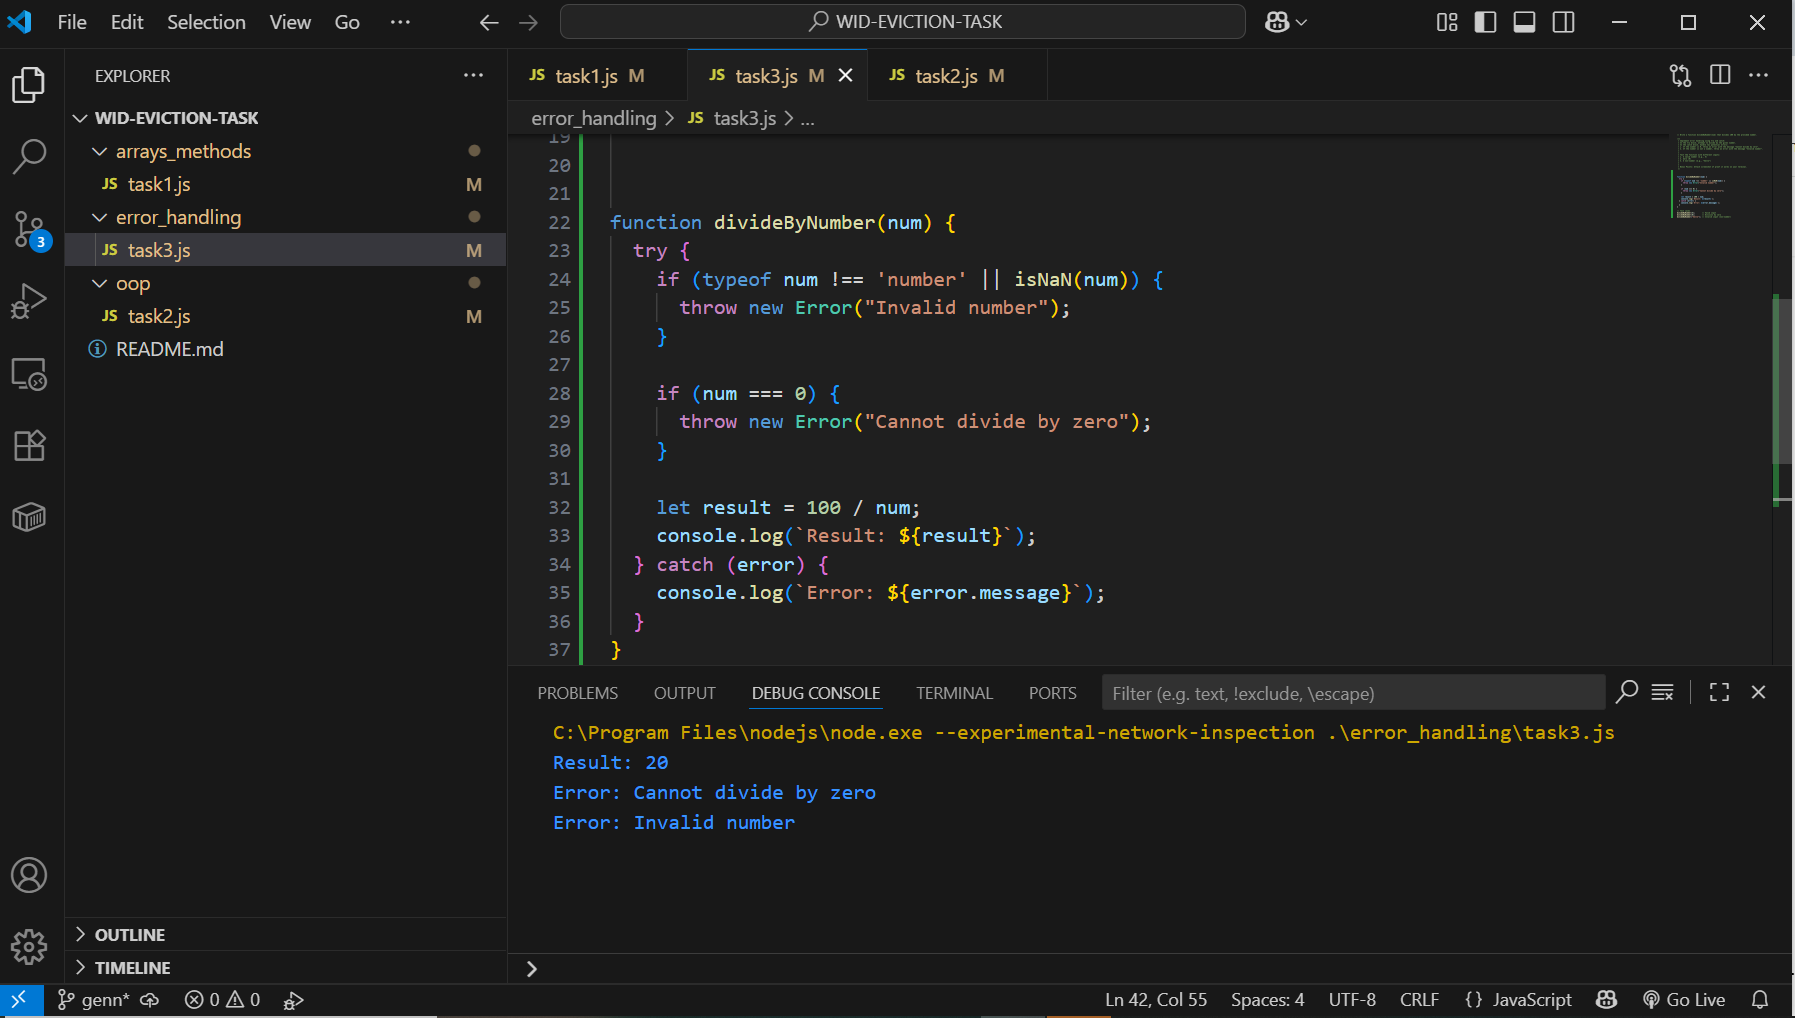 File Edit Selection View Go ···
WID-EVICTION-TASK
EXPLORER
WID-EVICTION-TASK
arrays_methods
JS task1.js M
error_handling
JS task3.js M
oop
JS task2.js M
README.md
OUTLINE
TIMELINE
3
JS task1.js M
JS task3.js M
JS task2.js M
error_handling > JS task3.js > ...
19
20
21
22 function divideByNumber(num) {
23 try {
24 if (typeof num !== 'number' || isNaN(num)) {
25 throw new Error("Invalid number");
26 }
27
28 if (num === 0) {
29 throw new Error("Cannot divide by zero");
30 }
31
32 let result = 100 / num;
33 console.log(`Result: ${result}`);
34 } catch (error) {
35 console.log(`Error: ${error.message}`);
36 }
37 }
PROBLEMS OUTPUT DEBUG CONSOLE TERMINAL PORTS Filter (e.g. text, !exclude, \escape)
C:\Program Files\nodejs\node.exe --experimental-network-inspection .\error_handling\task3.js
Result: 20
Error: Cannot divide by zero
Error: Invalid number
>
genn* 0 0 Ln 42, Col 55 Spaces: 4 UTF-8 CRLF {} JavaScript Go Live